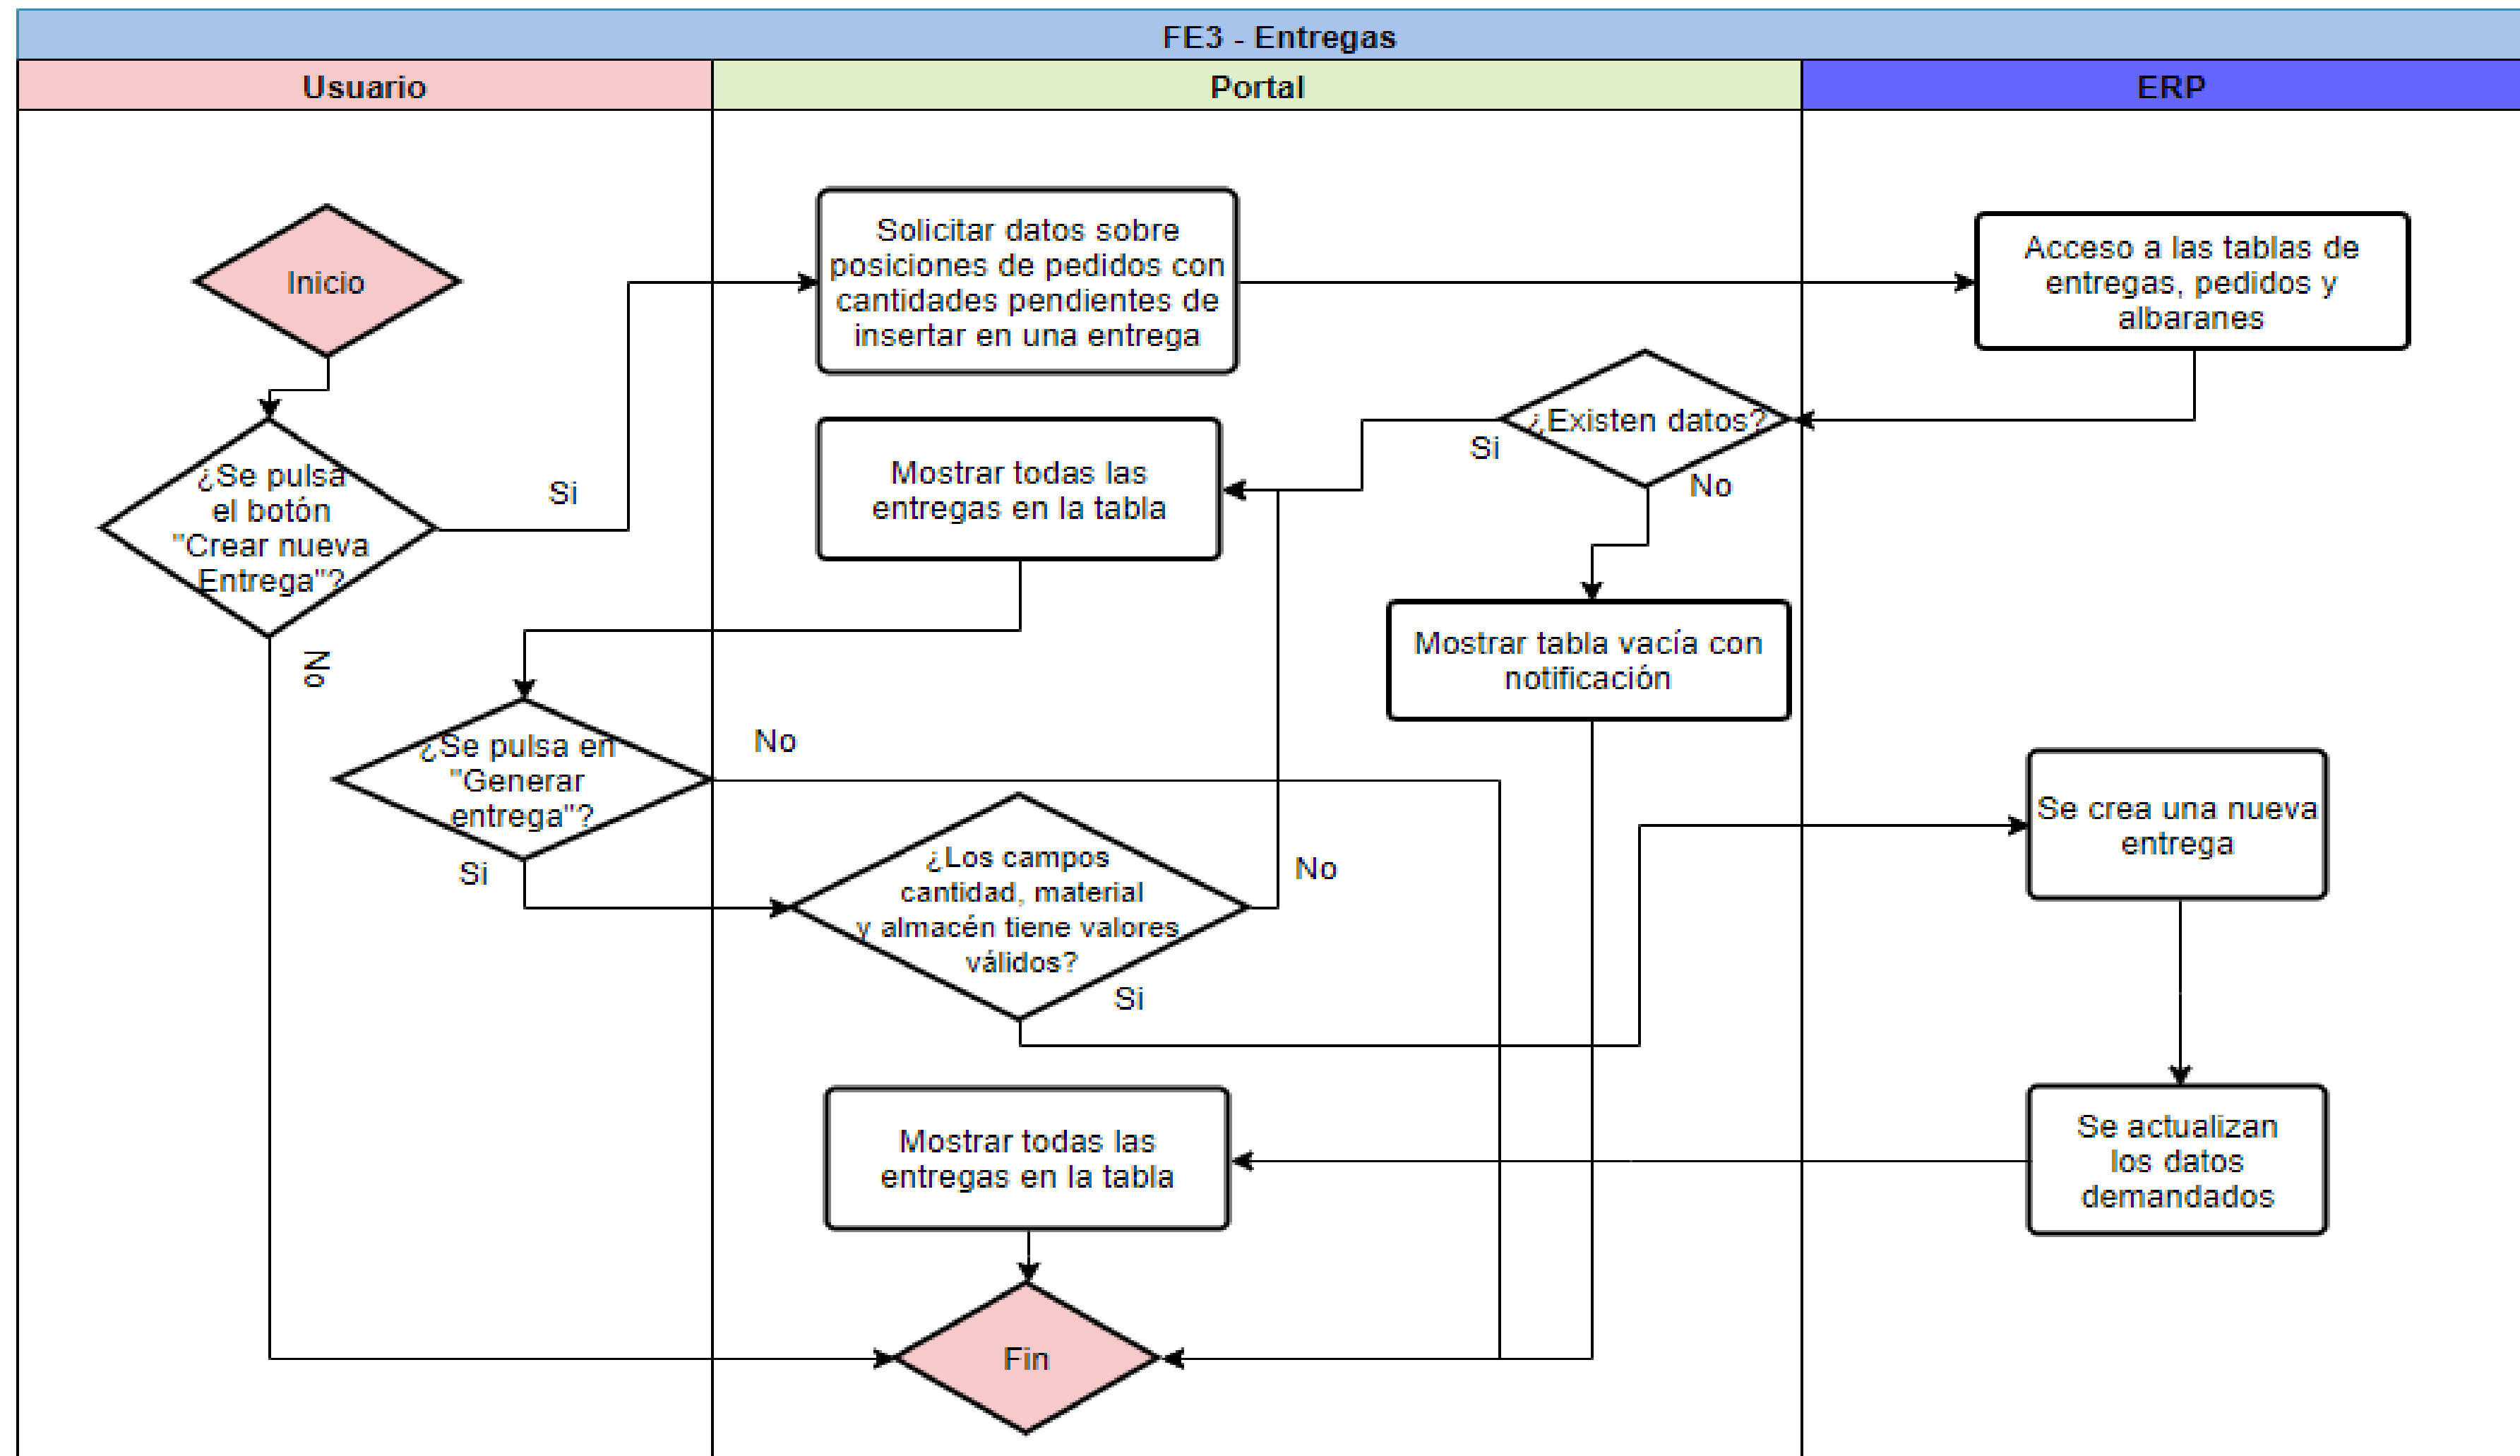 FE3 - Entregas
Usuario
Portal
ERP
Inicio
Solicitar datos sobre
posiciones de pedidos con
cantidades pendientes de
insertar en una entrega
Acceso a las tablas de
entregas, pedidos y
albaranes
¿Existen datos?
Si
No
¿Se pulsa
el botón
"Crear nueva
Entrega"?
Si
No
Mostrar todas las
entregas en la tabla
Mostrar tabla vacía con
notificación
¿Se pulsa en
"Generar
entrega"?
No
Si
¿Los campos
cantidad, material
y almacén tiene valores
válidos?
No
Si
Se crea una nueva
entrega
Se actualizan
los datos
demandados
Mostrar todas las
entregas en la tabla
Fin